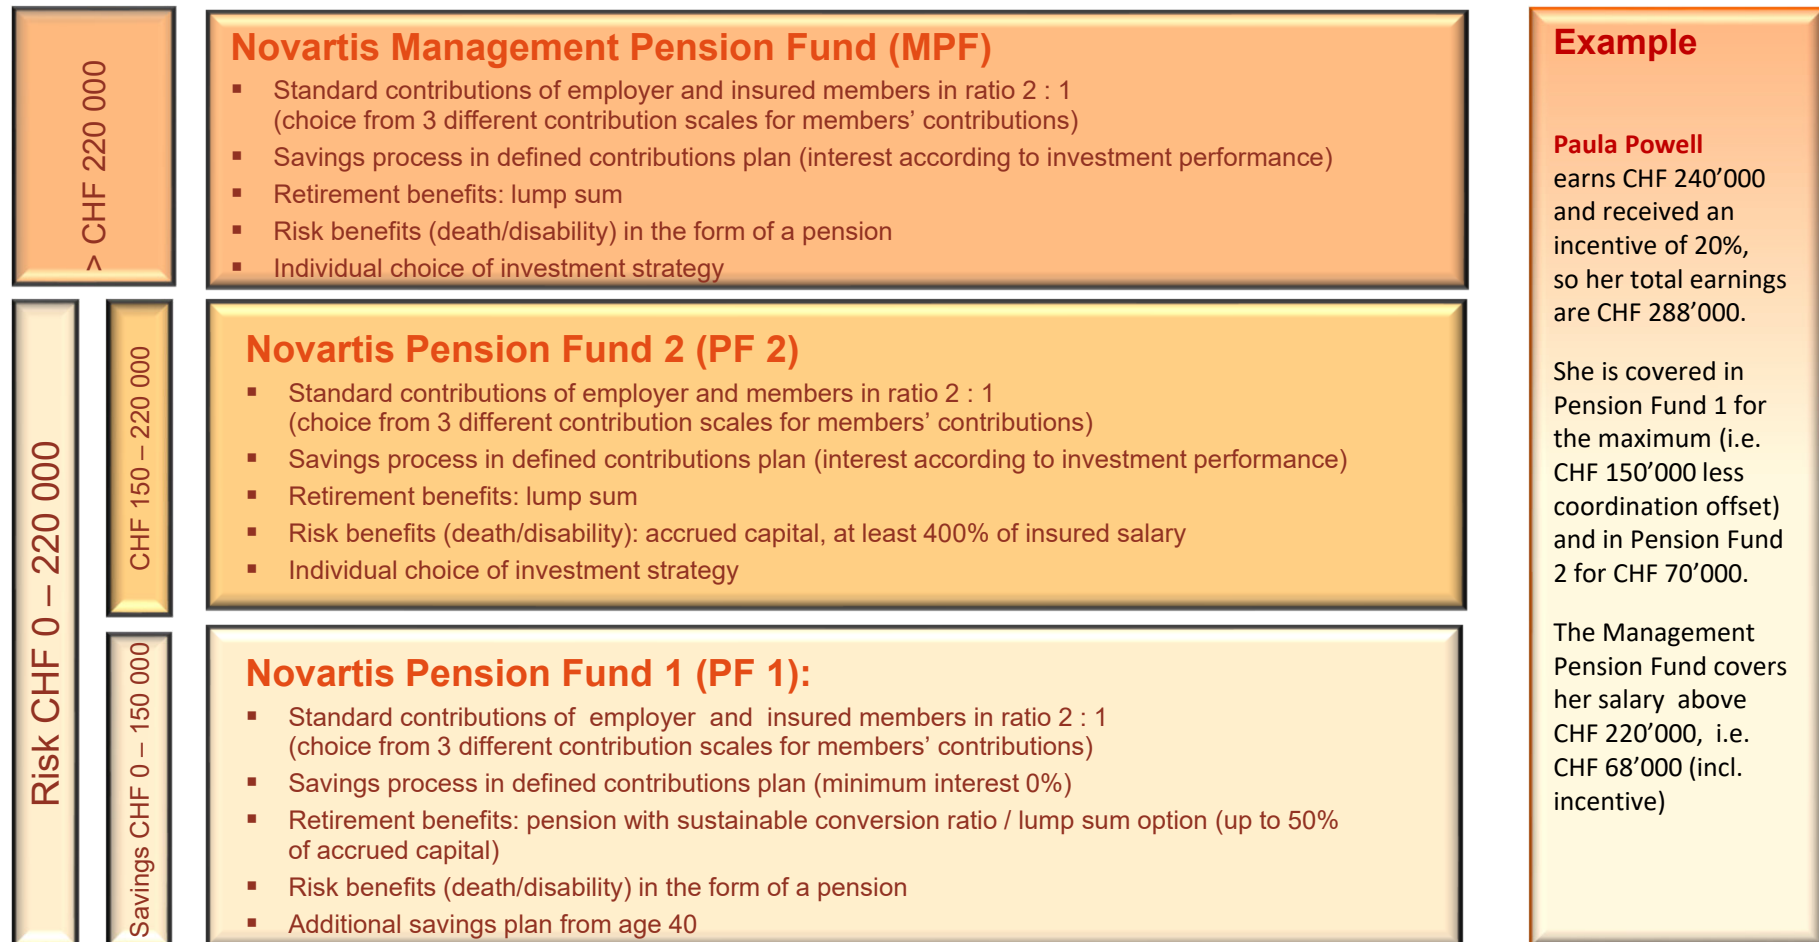 > CHF 220 000
Novartis Management Pension Fund (MPF)
▪ Standard contributions of employer and insured members in ratio 2 : 1
(choice from 3 different contribution scales for members’ contributions)
▪ Savings process in defined contributions plan (interest according to investment performance)
▪ Retirement benefits: lump sum
▪ Risk benefits (death/disability) in the form of a pension
▪ Individual choice of investment strategy
Risk CHF 0 – 220 000
CHF 150 – 220 000
Novartis Pension Fund 2 (PF 2)
▪ Standard contributions of employer and members in ratio 2 : 1
(choice from 3 different contribution scales for members’ contributions)
▪ Savings process in defined contributions plan (interest according to investment performance)
▪ Retirement benefits: lump sum
▪ Risk benefits (death/disability): accrued capital, at least 400% of insured salary
▪ Individual choice of investment strategy
Savings CHF 0 – 150 000
Novartis Pension Fund 1 (PF 1):
▪ Standard contributions of employer and insured members in ratio 2 : 1
(choice from 3 different contribution scales for members’ contributions)
▪ Savings process in defined contributions plan (minimum interest 0%)
▪ Retirement benefits: pension with sustainable conversion ratio / lump sum option (up to 50%
of accrued capital)
▪ Risk benefits (death/disability) in the form of a pension
▪ Additional savings plan from age 40
Example
Paula Powell
earns CHF 240’000
and received an
incentive of 20%,
so her total earnings
are CHF 288’000.
She is covered in
Pension Fund 1 for
the maximum (i.e.
CHF 150’000 less
coordination offset)
and in Pension Fund
2 for CHF 70’000.
The Management
Pension Fund covers
her salary above
CHF 220’000, i.e.
CHF 68’000 (incl.
incentive)